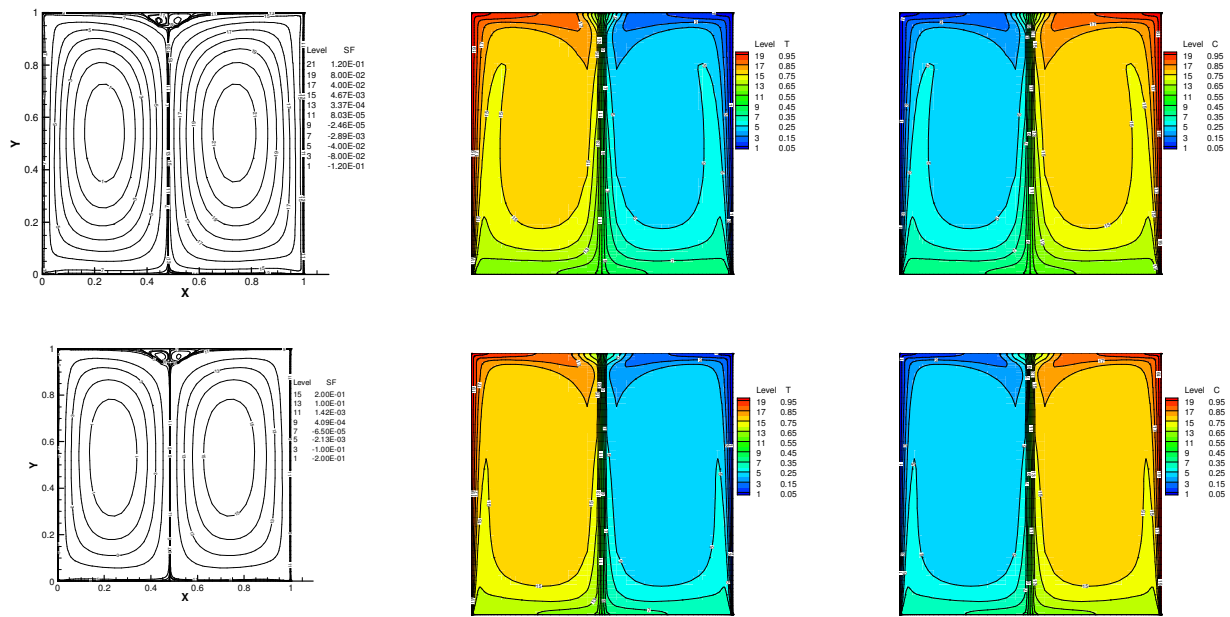 Level SF
21 1.20E-01
19 8.00E-02
17 4.00E-02
15 4.67E-03
13 3.37E-04
11 8.03E-05
9 -2.46E-05
7 -2.89E-03
5 -4.00E-02
3 -8.00E-02
1 -1.20E-01
1
0.8
0.6
0.4
0.2
0
Y
0 0.2 0.4 0.6 0.8 1
X
Level T
19 0.95
17 0.85
15 0.75
13 0.65
11 0.55
9 0.45
7 0.35
5 0.25
3 0.15
1 0.05
Level C
19 0.95
17 0.85
15 0.75
13 0.65
11 0.55
9 0.45
7 0.35
5 0.25
3 0.15
1 0.05
Level SF
15 2.00E-01
13 1.00E-01
11 1.42E-03
9 4.09E-04
7 -6.50E-05
5 -2.13E-03
3 -1.00E-01
1 -2.00E-01
1
0.8
0.6
0.4
0.2
0
Y
0 0.2 0.4 0.6 0.8 1
X
Level T
19 0.95
17 0.85
15 0.75
13 0.65
11 0.55
9 0.45
7 0.35
5 0.25
3 0.15
1 0.05
Level C
19 0.95
17 0.85
15 0.75
13 0.65
11 0.55
9 0.45
7 0.35
5 0.25
3 0.15
1 0.05